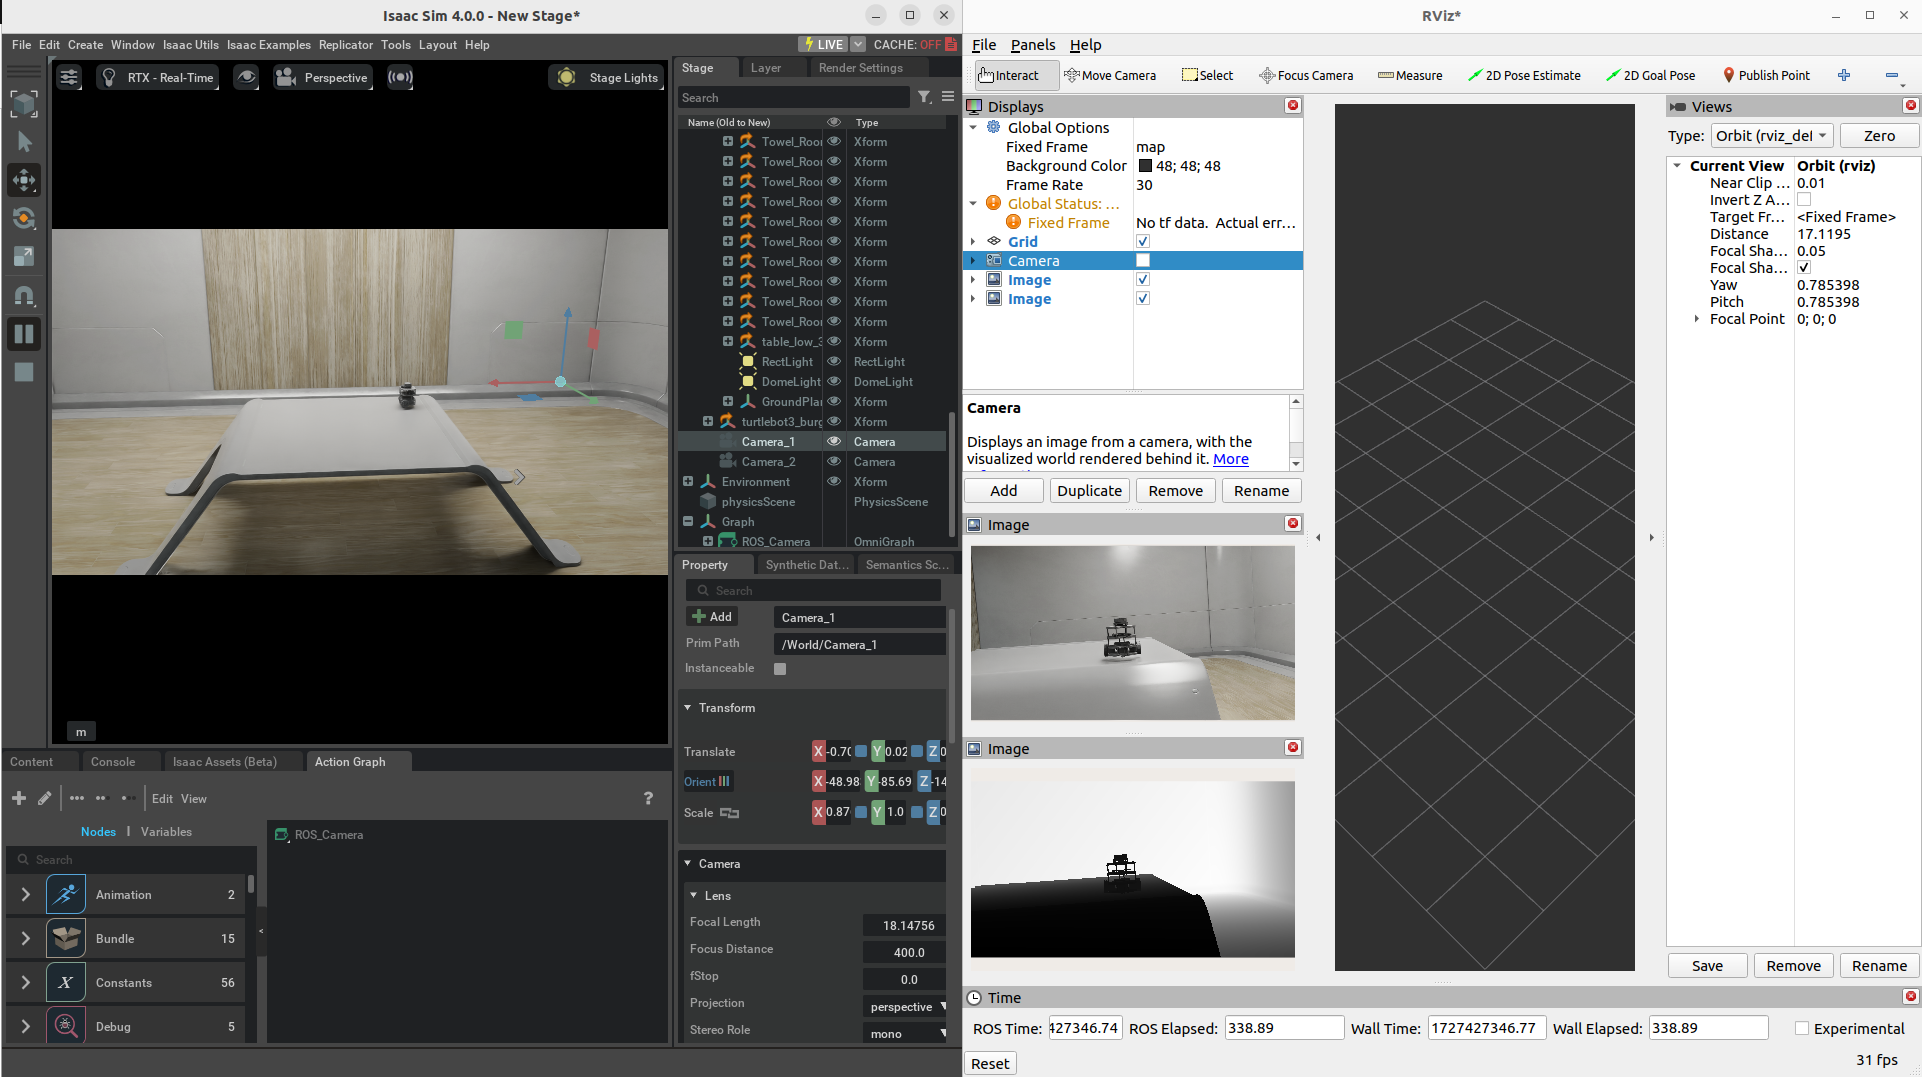 Isaac Sim 4.0.0 - New Stage*
File Edit Create Window Isaac Utils Isaac Examples Replicator Tools Layout Help
LIVE CACHE: OFF
RTX - Real-Time
Perspective
Stage Lights
m
Stage Layer Render Settings
Search
Name (Old to New) Type
Towel_Roo Xform
Towel_Roo Xform
Towel_Roo Xform
Towel_Roo Xform
Towel_Roo Xform
Towel_Roo Xform
Towel_Roo Xform
Towel_Roo Xform
Towel_Roo Xform
Towel_Roo Xform
table_low_3 Xform
RectLight RectLight
DomeLight DomeLight
GroundPla Xform
turtlebot3_burg Xform
Camera_1 Camera
Camera_2 Camera
Environment Xform
physicsScene PhysicsScene
Graph
ROS_Camera OmniGraph
Property Synthetic Dat... Semantics Sc...
Search
Add Camera_1
Prim Path /World/Camera_1
Instanceable
Transform
Translate X -0.70 Y 0.02 Z 0
Orient X -48.98 Y -85.69 Z -14
Scale X 0.87 Y 1.0 Z 0
Camera
Lens
Focal Length 18.14756
Focus Distance 400.0
fStop 0.0
Projection perspective
Stereo Role mono
Content Console Isaac Assets (Beta) Action Graph
Edit View ?
Nodes | Variables
Search
Animation 2
Bundle 15
X Constants 56
Debug 5
<
ROS_Camera
RViz*
File Panels Help
Interact Move Camera Select Focus Camera Measure 2D Pose Estimate 2D Goal Pose Publish Point
Displays
Global Options
Fixed Frame map
Background Color 48; 48; 48
Frame Rate 30
Global Status: ...
Fixed Frame No tf data. Actual err...
Grid
Camera
Image
Image
Camera
Displays an image from a camera, with the
visualized world rendered behind it. More
Add Duplicate Remove Rename
Image
Image
Views
Type: Orbit (rviz_def Zero
Current View Orbit (rviz)
Near Clip ... 0.01
Invert Z A...
Target Fr... <Fixed Frame>
Distance 17.1195
Focal Sha... 0.05
Focal Sha...
Yaw 0.785398
Pitch 0.785398
Focal Point 0; 0; 0
Save Remove Rename
Time
ROS Time: 427346.74 ROS Elapsed: 338.89 Wall Time: 1727427346.77 Wall Elapsed: 338.89 Experimental
Reset 31 fps